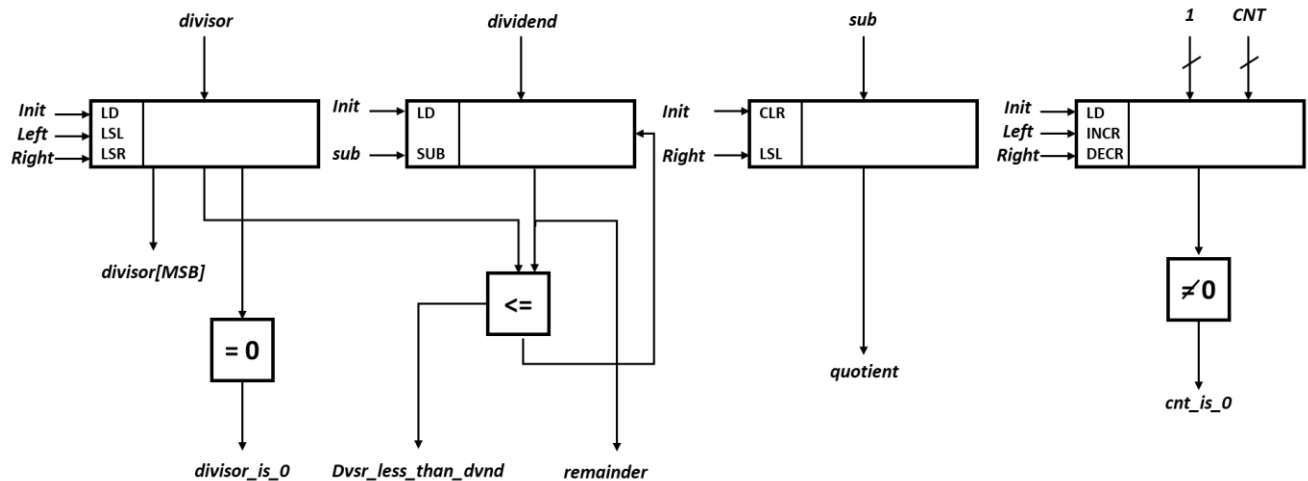 divisor
dividend
sub
1
CNT
Init
LD
Left
LSL
Right
LSR
Init
LD
sub
SUB
Init
CLR
Right
LSL
Init
LD
Left
INCR
Right
DECR
divisor[MSB]
<=
≠0
= 0
quotient
cnt_is_0
divisor_is_0
Dvsr_less_than_dvnd
remainder